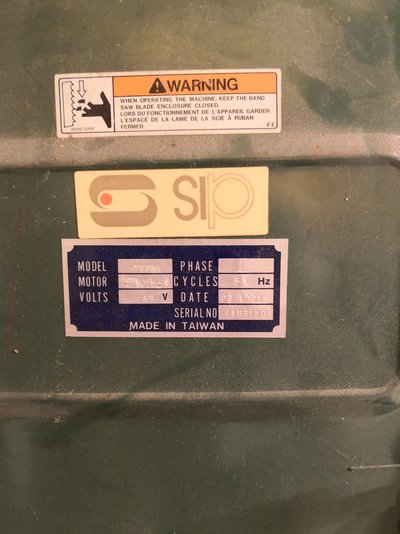 WARNING
BAND SAW
WHEN OPERATING THE MACHINE, KEEP THE BAND
SAW BLADE ENCLOSURE CLOSED.
LORS DU FONCTIONNEMENT DE L'APPAREIL GARDER
L'ESPACE DE LA LAME DE LA SCIE À RUBAN
FERMER.
F.E.
SIP
MODEL PHASE 1
MOTOR CYCLES Hz
VOLTS V DATE
SERIAL NO
MADE IN TAIWAN